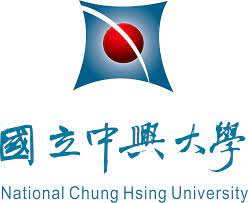 國立中興大學
National Chung Hsing University